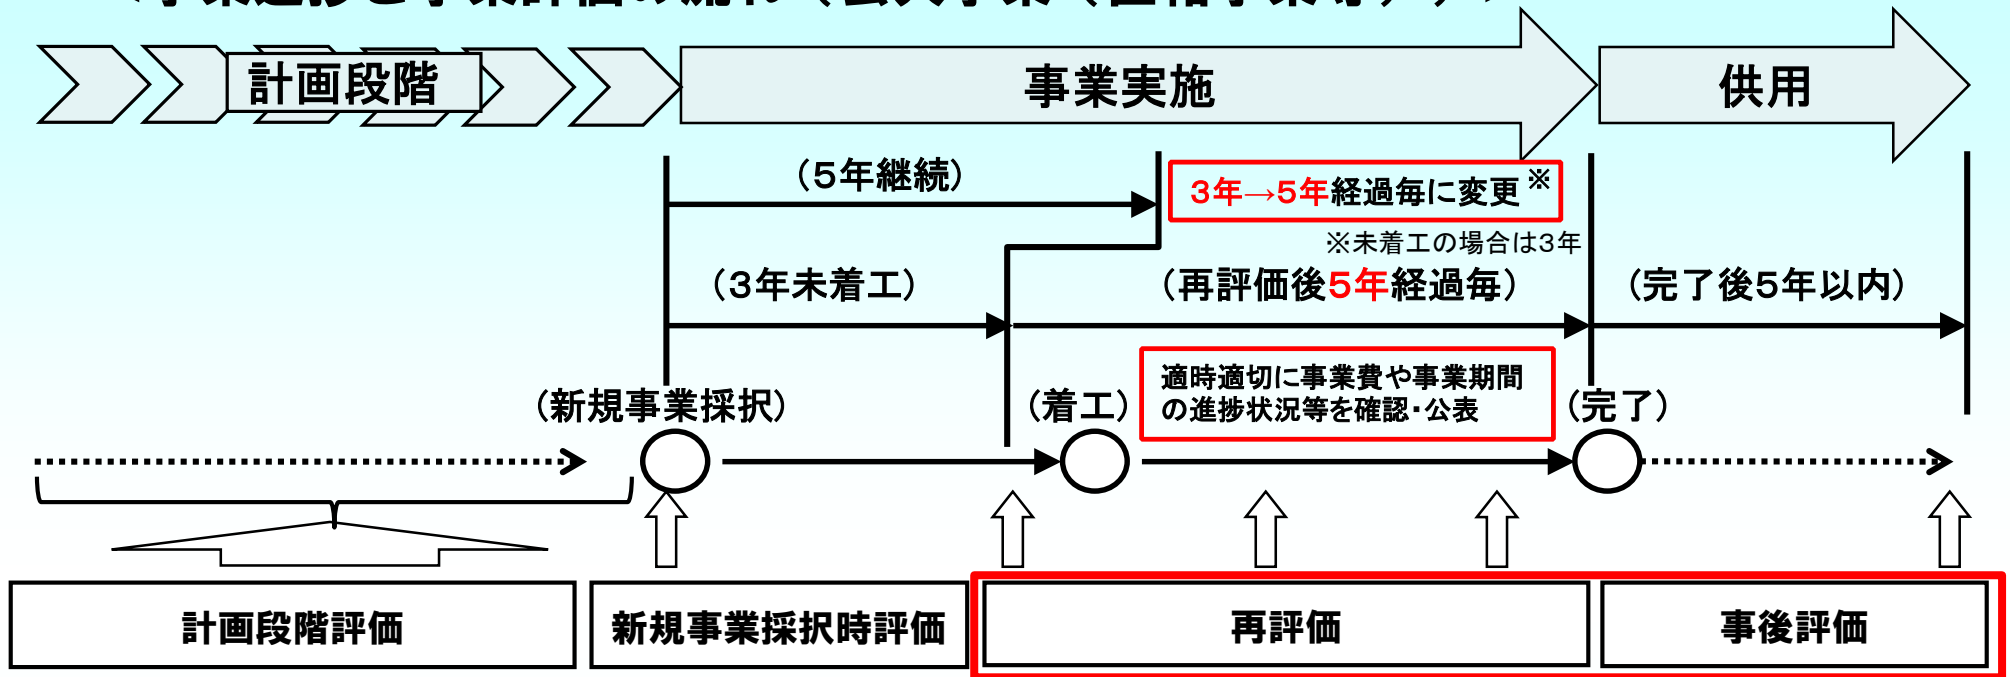 計画段階
事業実施
供用
（５年継続）
３年→５年経過毎に変更※
※未着工の場合は３年
（３年未着工）
（再評価後５年経過毎）
（完了後５年以内）
適時適切に事業費や事業期間
の進捗状況等を確認・公表
（新規事業採択）
（着工）
（完了）
計画段階評価
新規事業採択時評価
再評価
事後評価